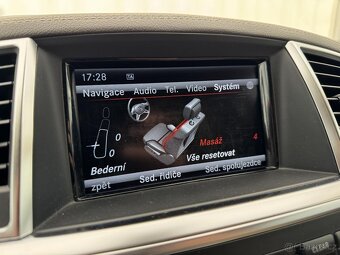 17:28 TA
Navigace Audio Tel. Video Systém
0
0
Masáž 4
Bederní
Vše resetovat
zpět Sed. řidiče Sed. spolujezdce